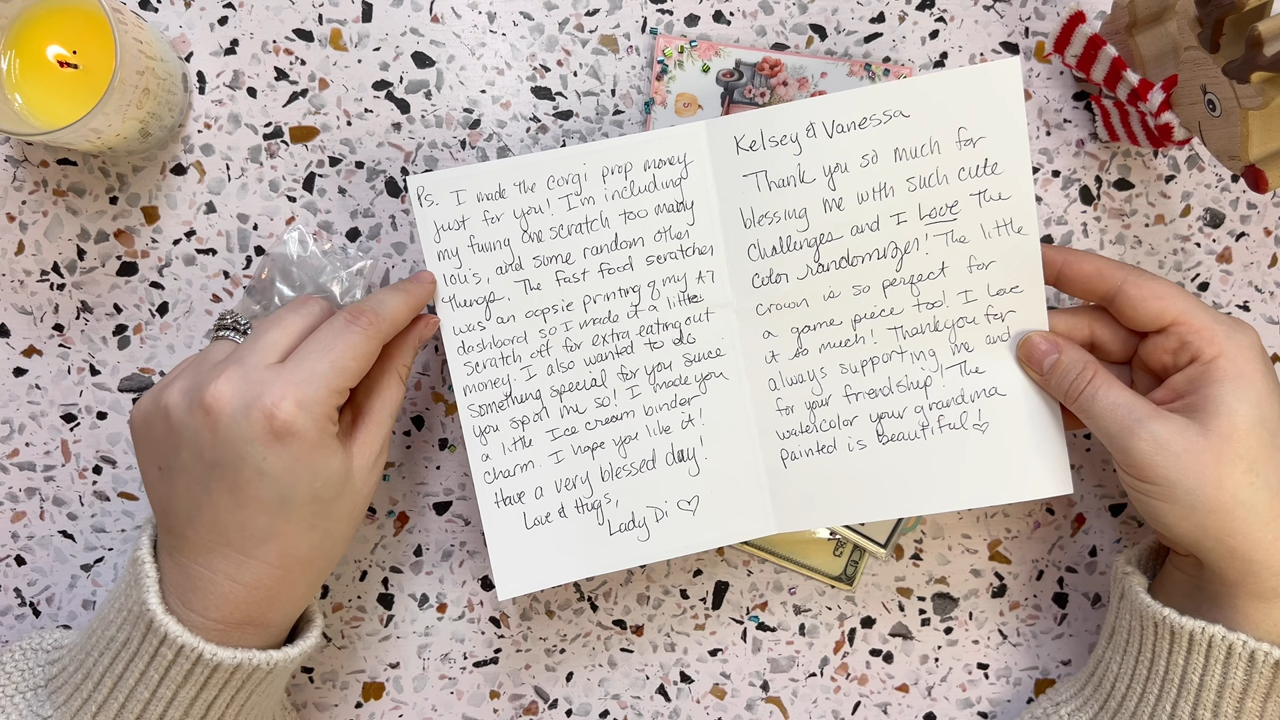 Ps. I made the corgi prop money
just for you! I'm including
my fuuny one scratch too many
101's, and some random other
things. The fast food scratcher
was an oopsie printing of my A7
dashbord so I made it a little
scratch off for extra eating out
money. I also wanted to do
something special for you since
you spoil me so! I made you
a little Ice cream binder
charm. I hope you like it!
Have a very blessed day!
Love & Hugs,
Lady Di ♡
Kelsey & Vanessa
Thank you so much for
blessing me with such cute
challenges and I Love The
color randomizer! The little
crown is so perfect for
a game piece too! I Love
it so much! Thankyou for
always supporting me and
for your friendship! The
watercolor your grandma
painted is beautiful! ♡
5